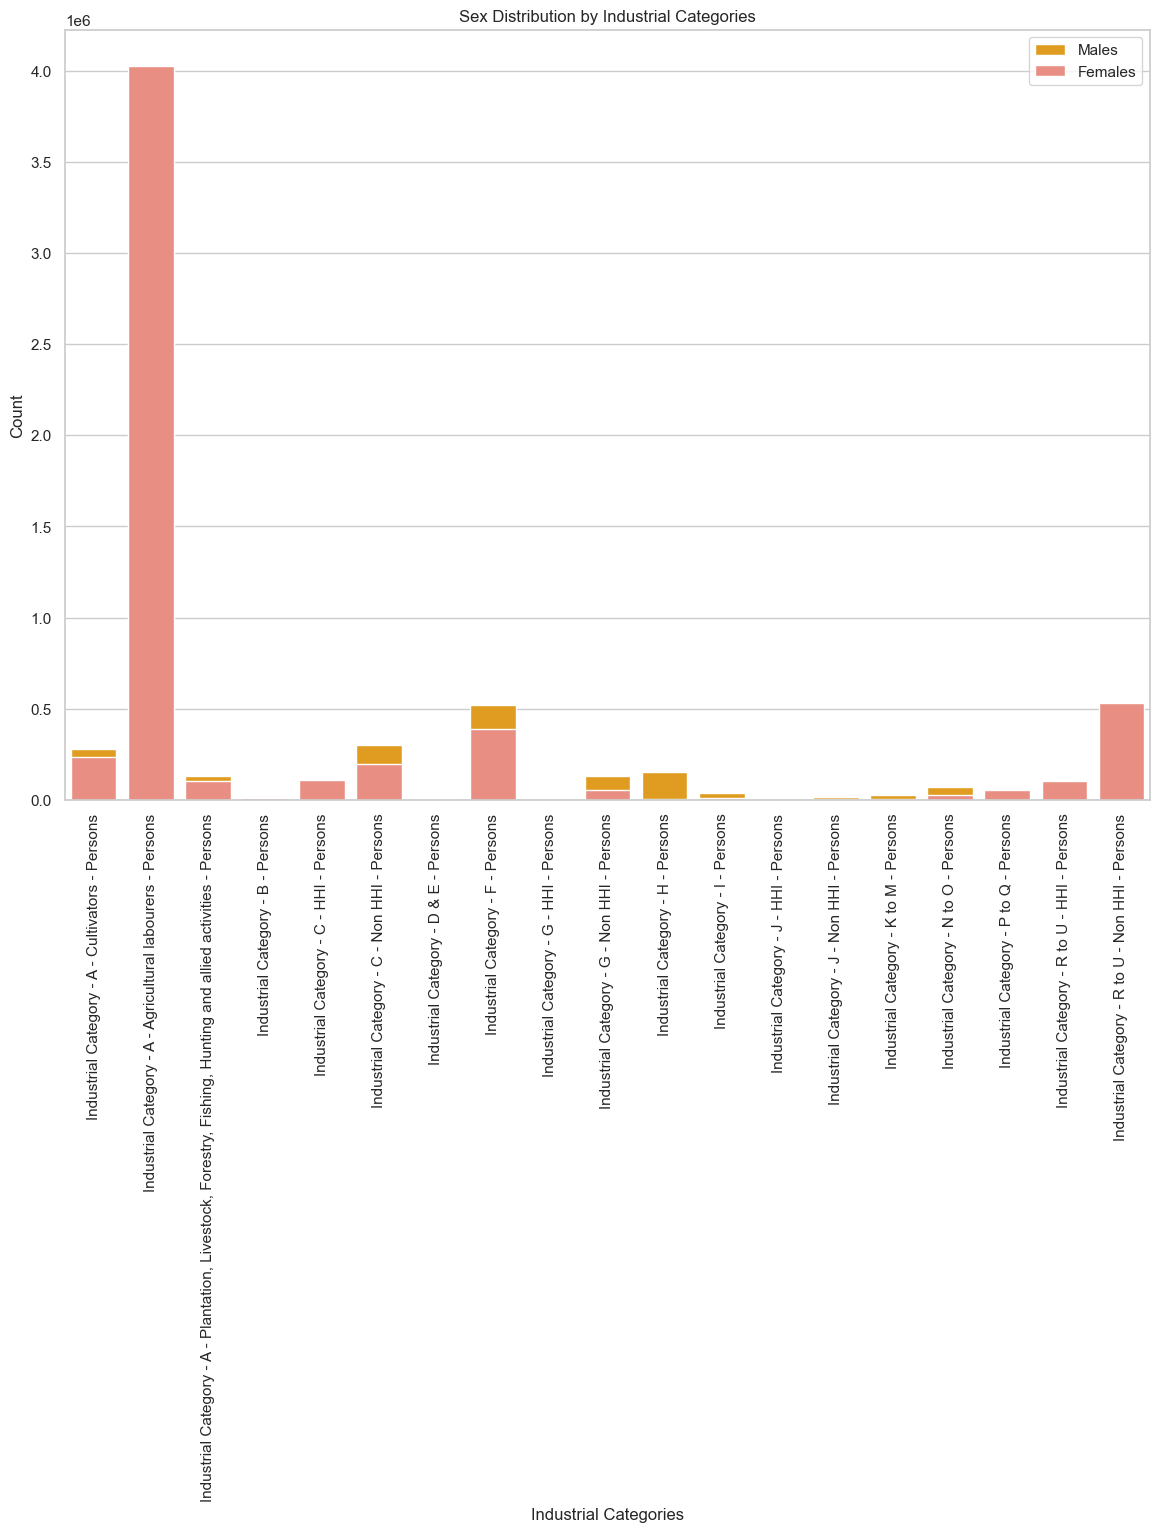 Sex Distribution by Industrial Categories
1e6
Males
Females
4.0
3.5
3.0
2.5
2.0
1.5
1.0
0.5
0.0
Count
Industrial Category - A - Cultivators - Persons
Industrial Category - A - Agricultural labourers - Persons
Industrial Category - A - Plantation, Livestock, Forestry, Fishing, Hunting and allied activities - Persons
Industrial Category - B - Persons
Industrial Category - C - HHI - Persons
Industrial Category - C - Non HHI - Persons
Industrial Category - D & E - Persons
Industrial Category - F - Persons
Industrial Category - G - HHI - Persons
Industrial Category - G - Non HHI - Persons
Industrial Category - H - Persons
Industrial Category - I - Persons
Industrial Category - J - HHI - Persons
Industrial Category - J - Non HHI - Persons
Industrial Category - K to M - Persons
Industrial Category - N to O - Persons
Industrial Category - P to Q - Persons
Industrial Category - R to U - HHI - Persons
Industrial Category - R to U - Non HHI - Persons
Industrial Categories